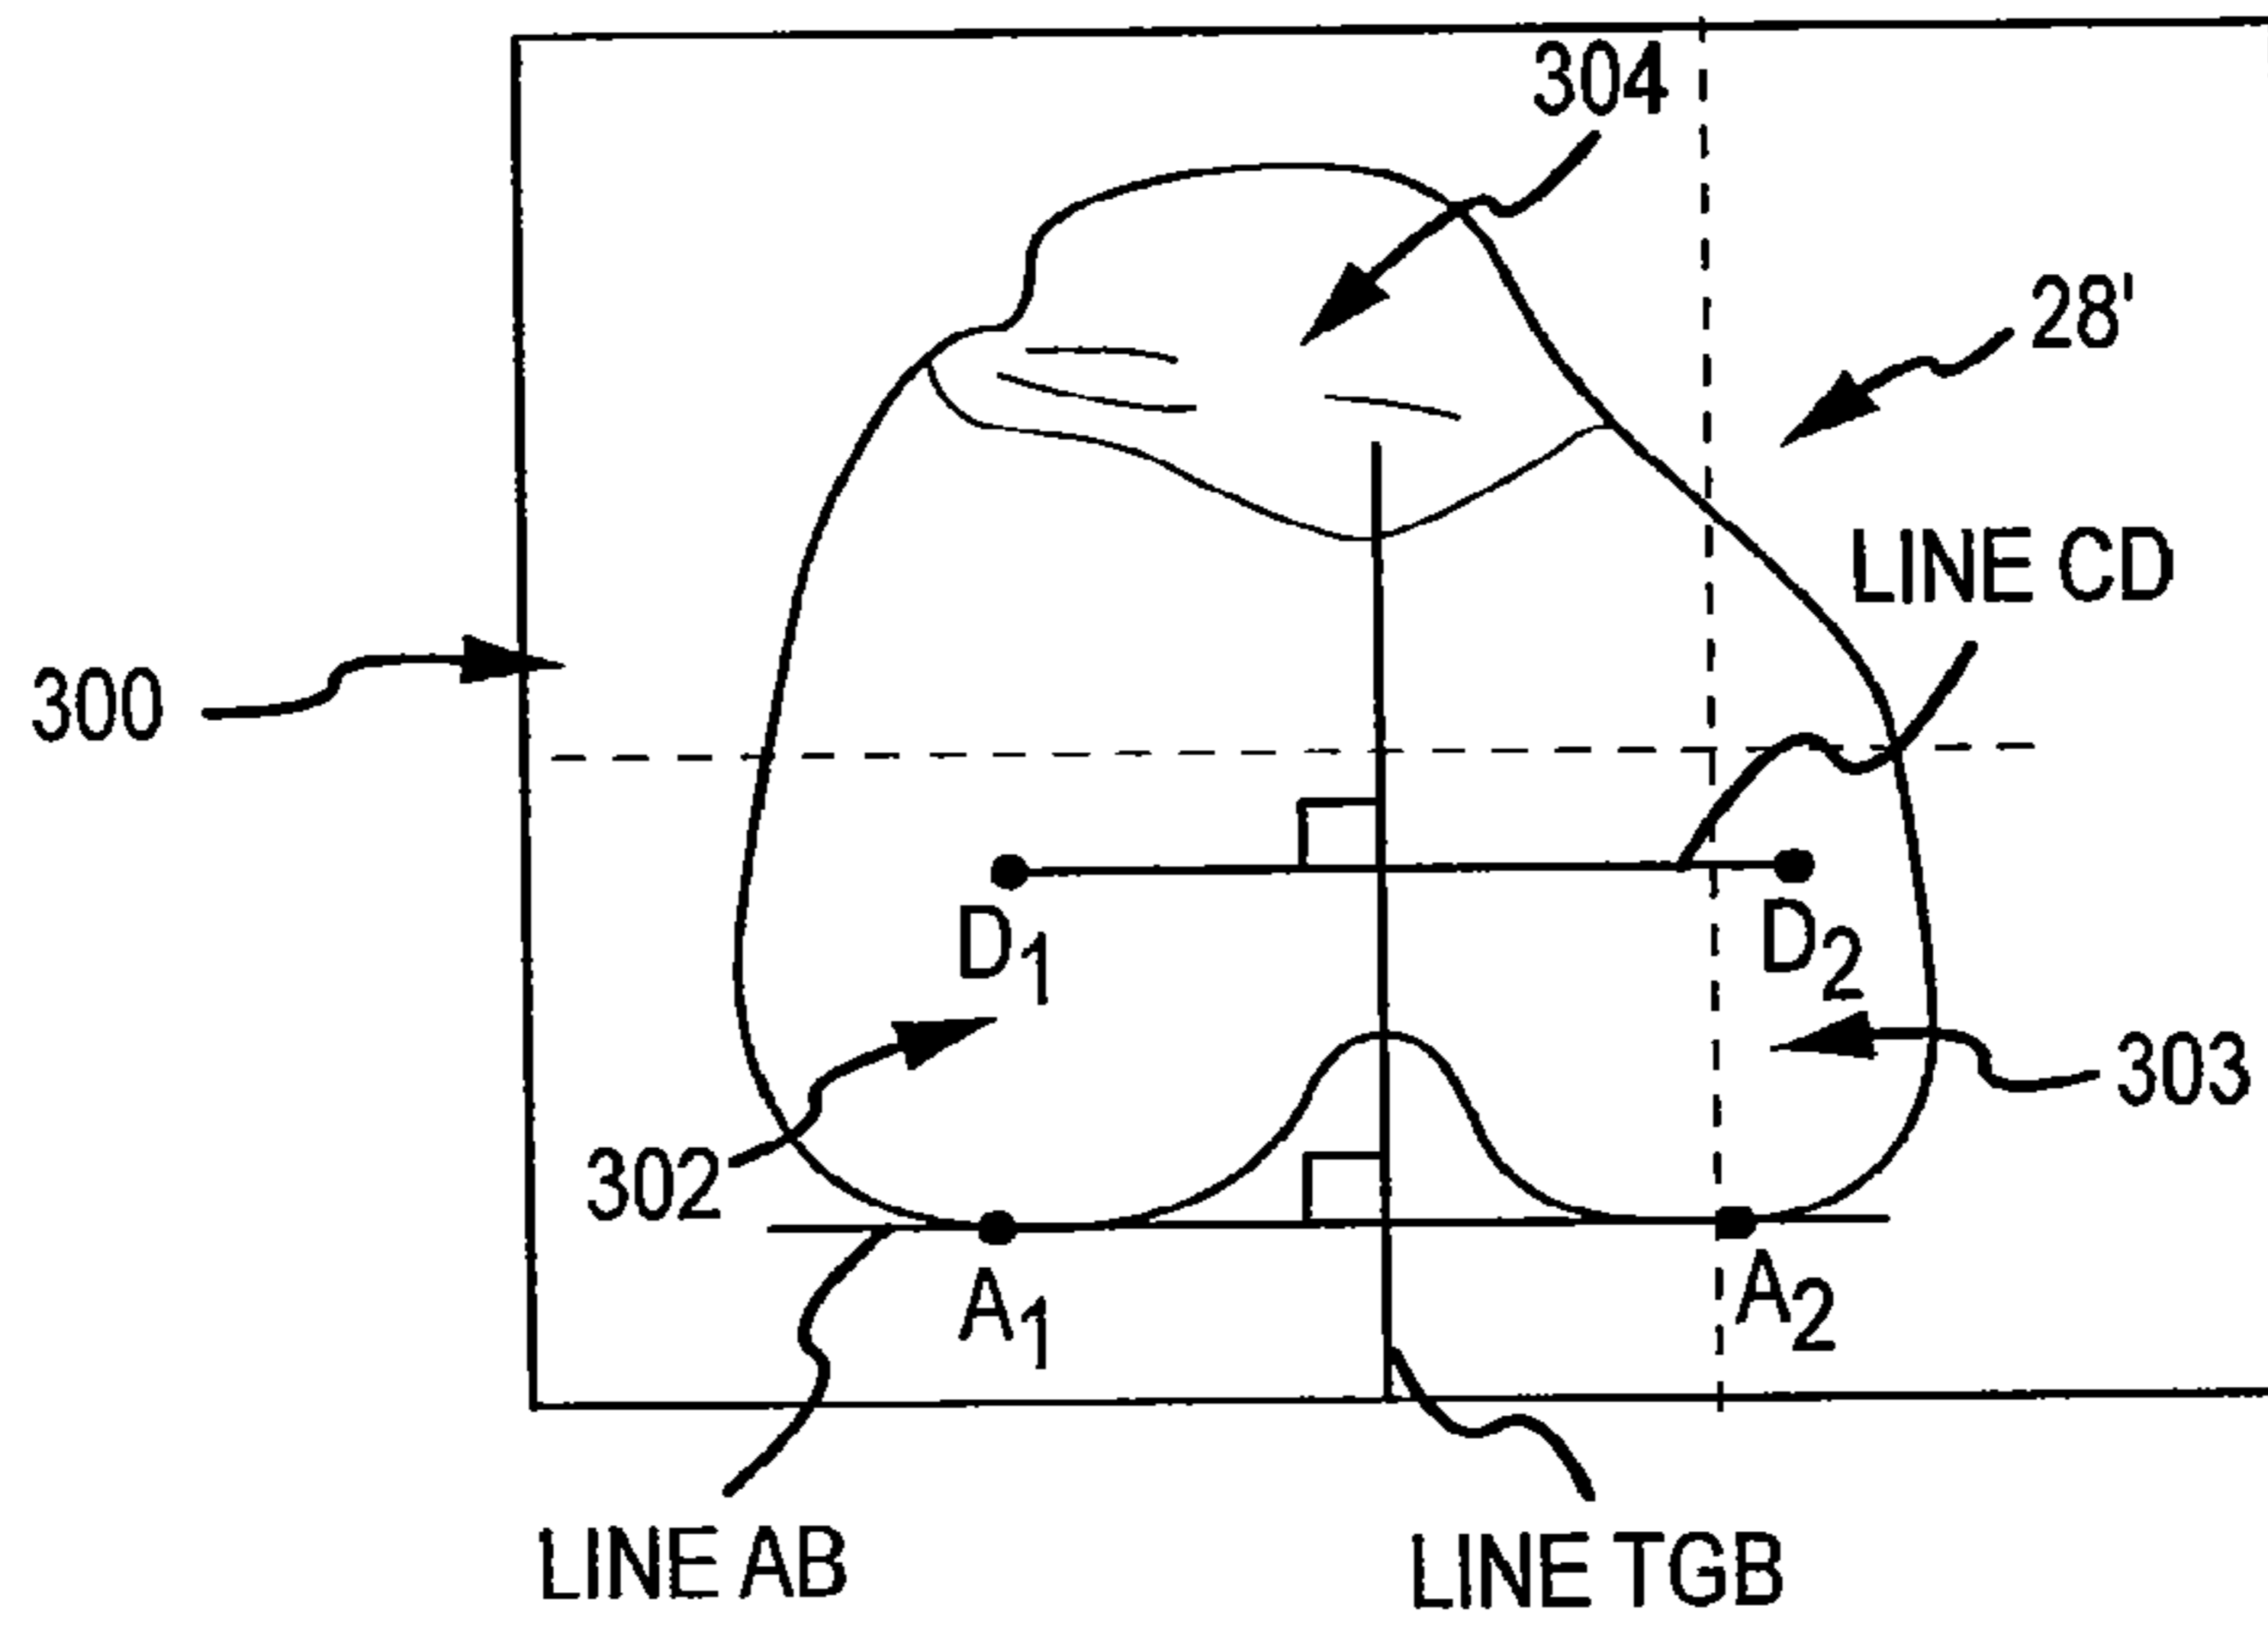 304
28'
LINE CD
300
D1
D2
302
303
A1
A2
LINE AB
LINE TGB